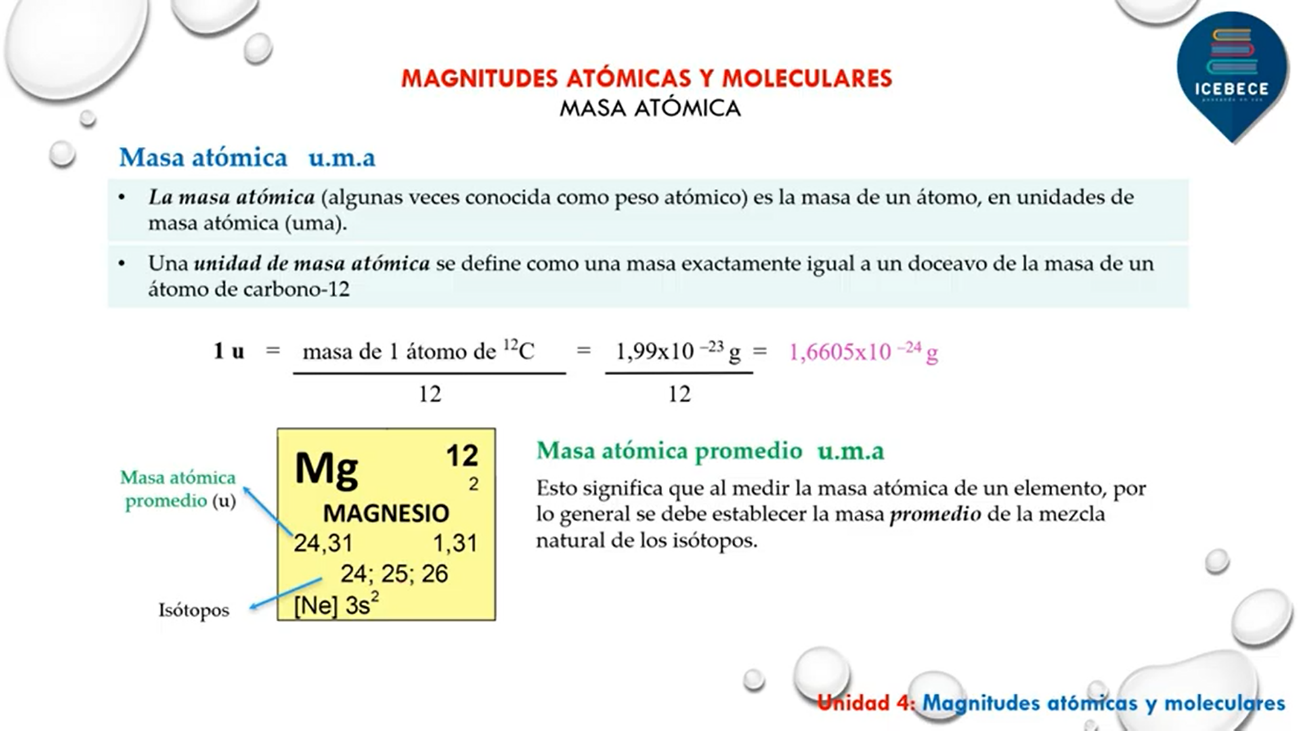 MAGNITUDES ATÓMICAS Y MOLECULARES
MASA ATÓMICA
ICEBECE
Masa atómica u.m.a
• La masa atómica (algunas veces conocida como peso atómico) es la masa de un átomo, en unidades de
masa atómica (uma).
• Una unidad de masa atómica se define como una masa exactamente igual a un doceavo de la masa de un
átomo de carbono-12
1 u = masa de 1 átomo de ¹²C = 1,99x10 ⁻²³ g = 1,6605x10 ⁻²⁴ g
12 12
Masa atómica
promedio (u)
Isótopos
Mg 12
2
MAGNESIO
24,31 1,31
24; 25; 26
[Ne] 3s²
Masa atómica promedio u.m.a
Esto significa que al medir la masa atómica de un elemento, por
lo general se debe establecer la masa promedio de la mezcla
natural de los isótopos.
Unidad 4: Magnitudes atómicas y moleculares